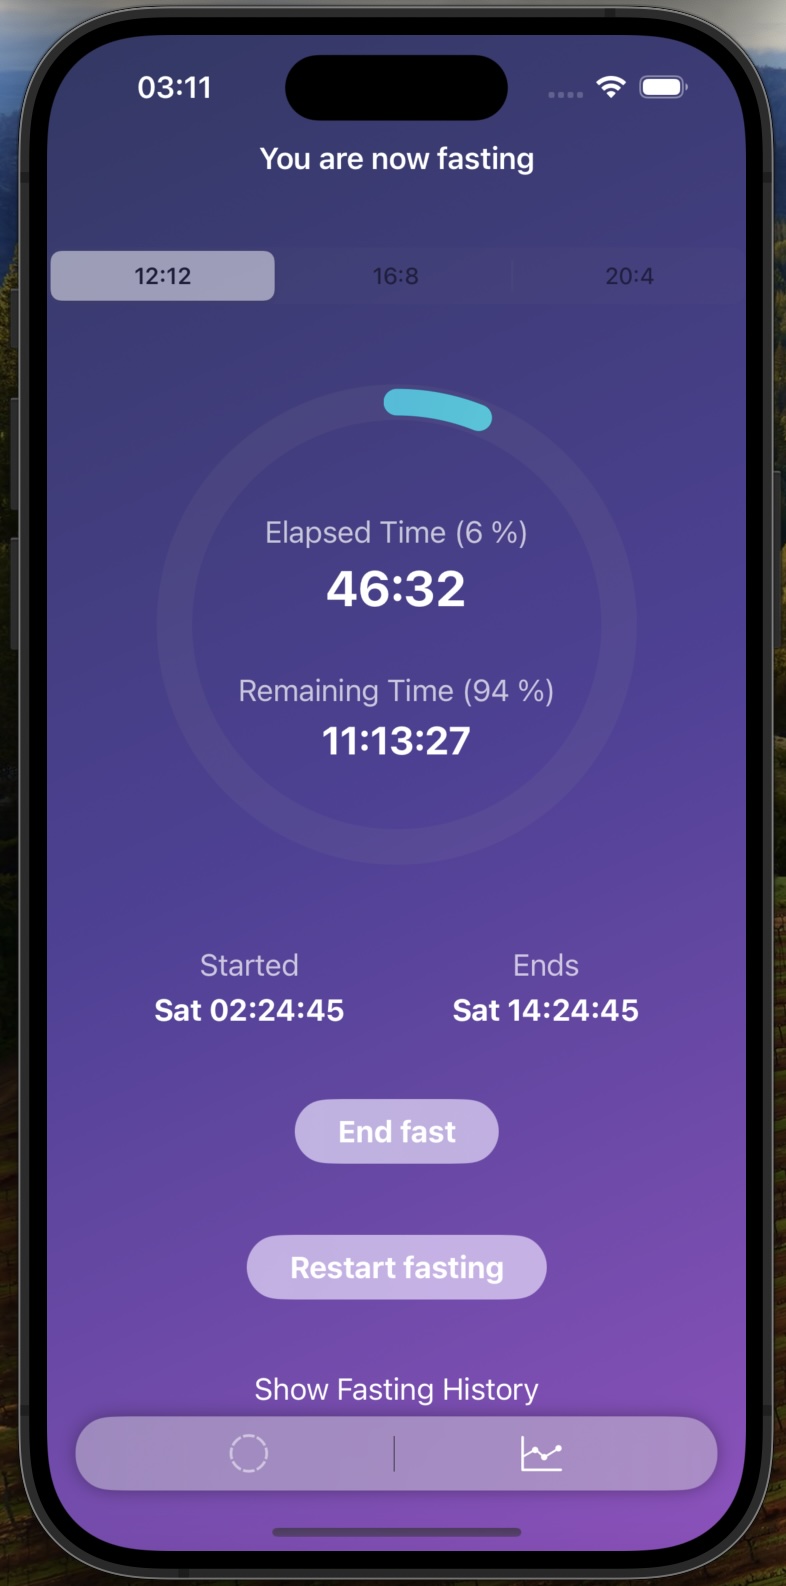 03:11
You are now fasting
12:12 16:8 20:4
Elapsed Time (6 %)
46:32
Remaining Time (94 %)
11:13:27
Started Ends
Sat 02:24:45 Sat 14:24:45
End fast
Restart fasting
Show Fasting History